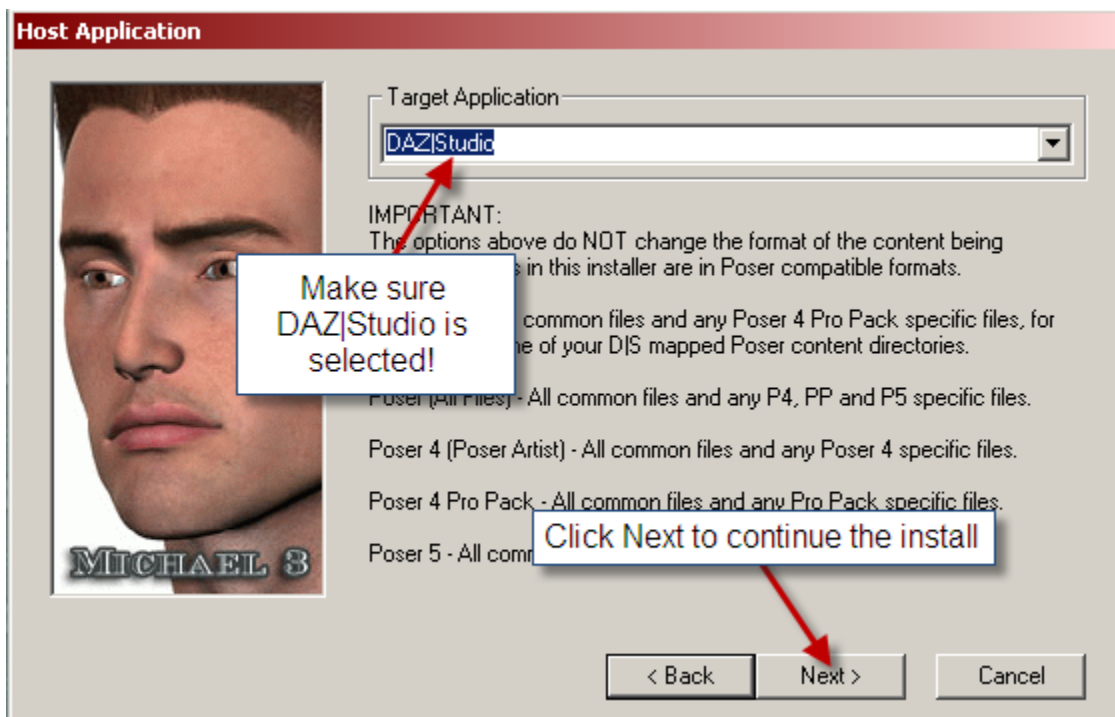 Host Application
Target Application
DAZ|Studio
IMPORTANT:
The options above do NOT change the format of the content being
in this installer are in Poser compatible formats.
common files and any Poser 4 Pro Pack specific files, for
of your D|S mapped Poser content directories.
Poser (All Files) - All common files and any P4, PP and P5 specific files.
Poser 4 (Poser Artist) - All common files and any Poser 4 specific files.
Poser 4 Pro Pack - All common files and any Pro Pack specific files.
Poser 5 - All
Make sure
DAZ|Studio is
selected!
Click Next to continue the install
MICHAEL 3
< Back
Next >
Cancel